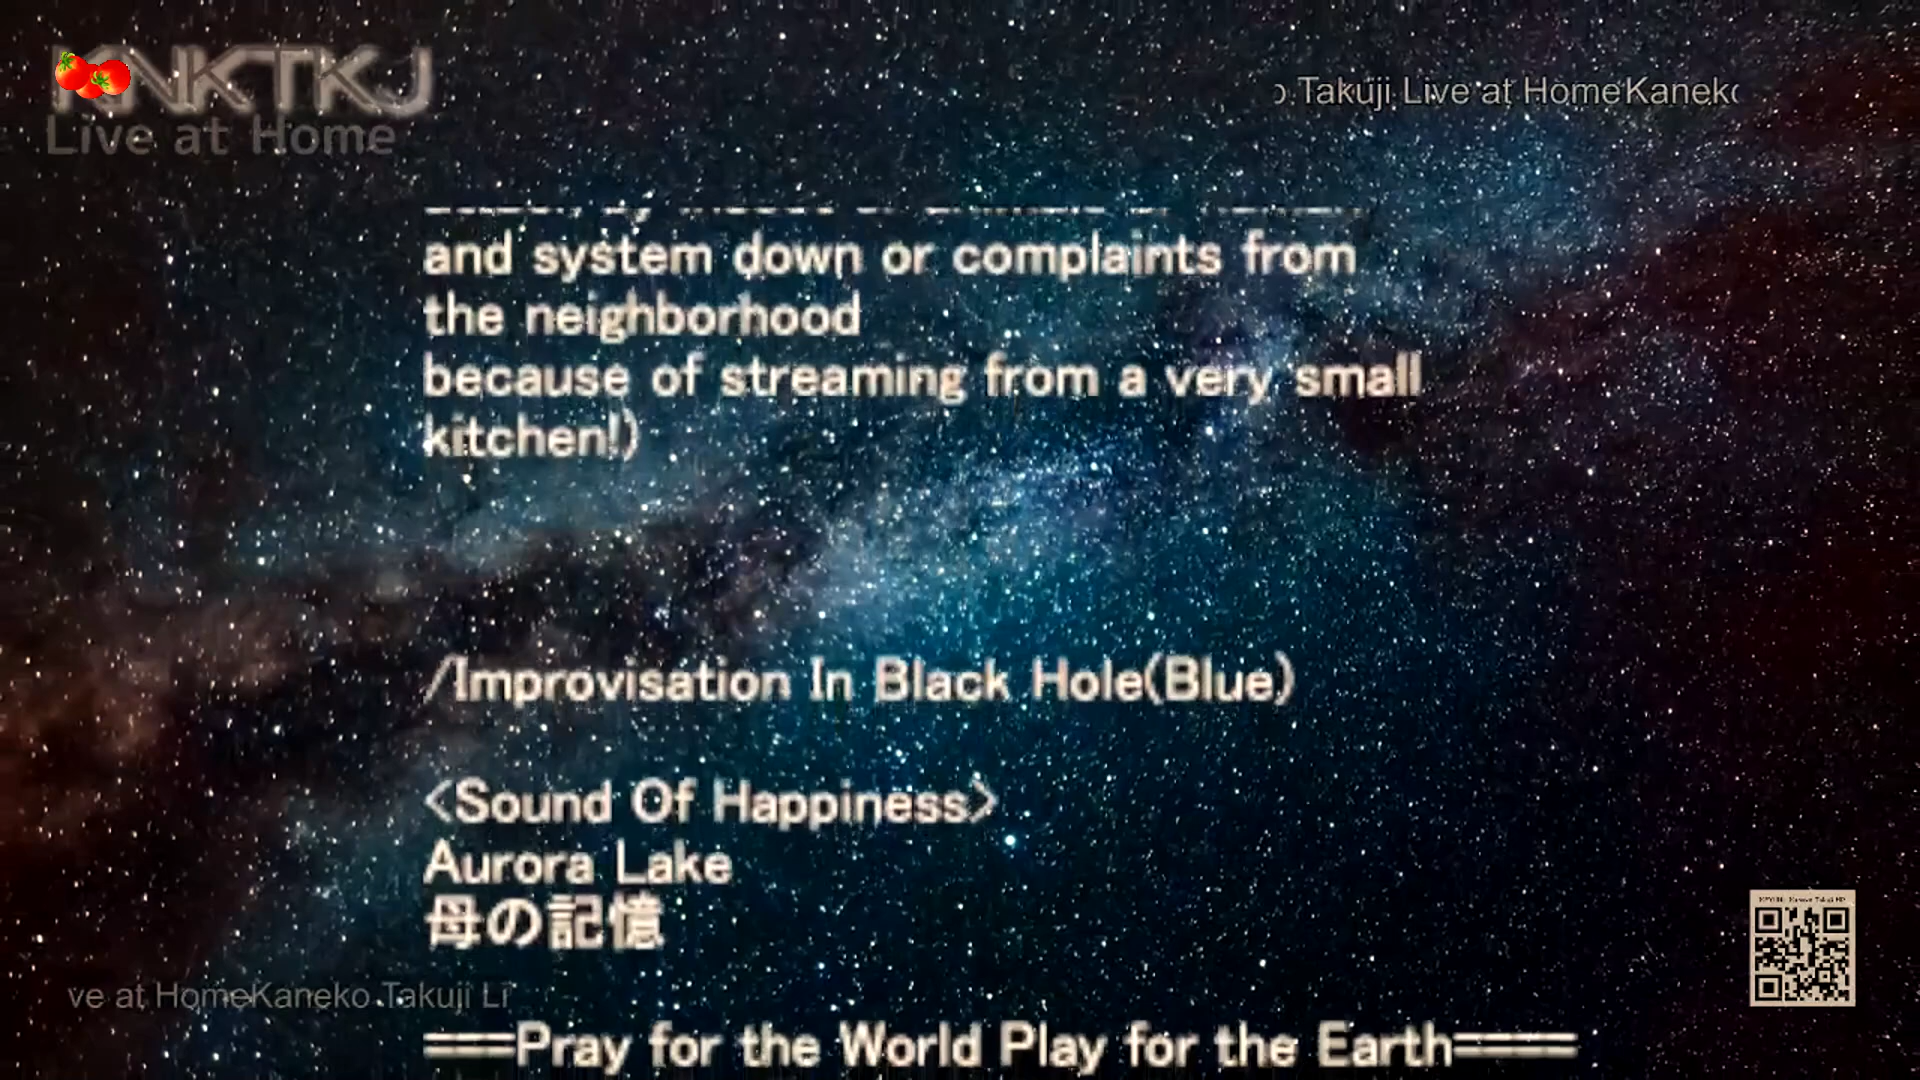 KNKTKJ
Live at Home
Takuji Live at HomeKaneko
and system down or complaints from
the neighborhood
because of streaming from a very small
kitchen!)
/Improvisation In Black Hole(Blue)
<Sound Of Happiness>
Aurora Lake
母の記憶
ve at HomeKaneko Takuji Li
===Pray for the World Play for the Earth====